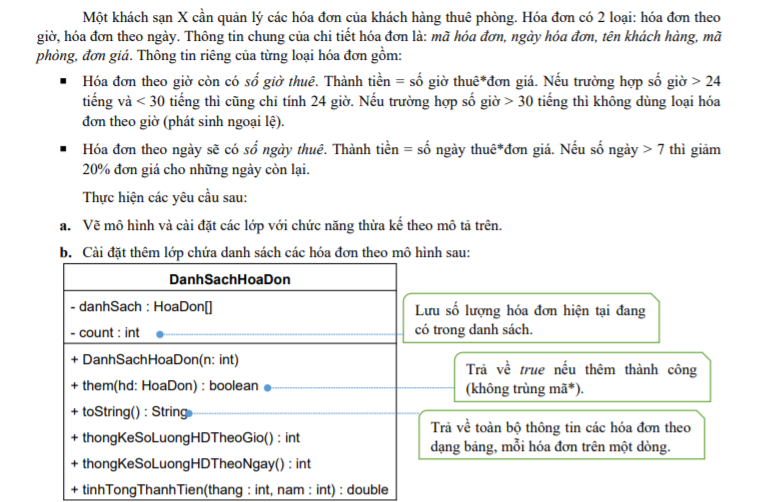 Một khách sạn X cần quản lý các hóa đơn của khách hàng thuê phòng. Hóa đơn có 2 loại: hóa đơn theo
giờ, hóa đơn theo ngày. Thông tin chung của chi tiết hóa đơn là: mã hóa đơn, ngày hóa đơn, tên khách hàng, mã
phòng, đơn giá. Thông tin riêng của từng loại hóa đơn gồm:
▪ Hóa đơn theo giờ còn có số giờ thuê. Thành tiền = số giờ thuê*đơn giá. Nếu trường hợp số giờ > 24
tiếng và < 30 tiếng thì cũng chỉ tính 24 giờ. Nếu trường hợp số giờ > 30 tiếng thì không dùng loại hóa
đơn theo giờ (phát sinh ngoại lệ).
▪ Hóa đơn theo ngày sẽ có số ngày thuê. Thành tiền = số ngày thuê*đơn giá. Nếu số ngày > 7 thì giảm
20% đơn giá cho những ngày còn lại.
Thực hiện các yêu cầu sau:
a. Vẽ mô hình và cài đặt các lớp với chức năng thừa kế theo mô tả trên.
b. Cài đặt thêm lớp chứa danh sách các hóa đơn theo mô hình sau:
DanhSachHoaDon
- danhSach : HoaDon[]
- count : int
Lưu số lượng hóa đơn hiện tại đang
có trong danh sách.
+ DanhSachHoaDon(n: int)
+ them(hd: HoaDon) : boolean
Trả về true nếu thêm thành công
(không trùng mã*).
+ toString() : String
Trả về toàn bộ thông tin các hóa đơn theo
dạng bảng, mỗi hóa đơn trên một dòng.
+ thongKeSoLuongHDTheoGio() : int
+ thongKeSoLuongHDTheoNgay() : int
+ tinhTongThanhTien(thang : int, nam : int) : double